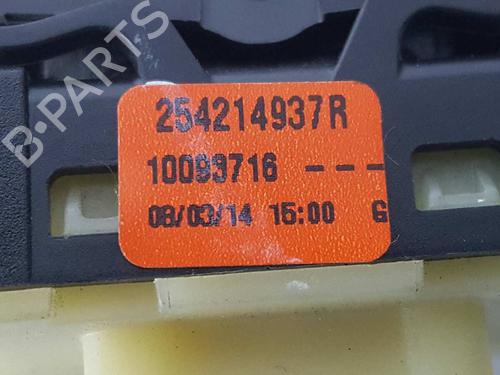 B-PARTS
254214937R
10093716 ---
08/03/14 15:00 G